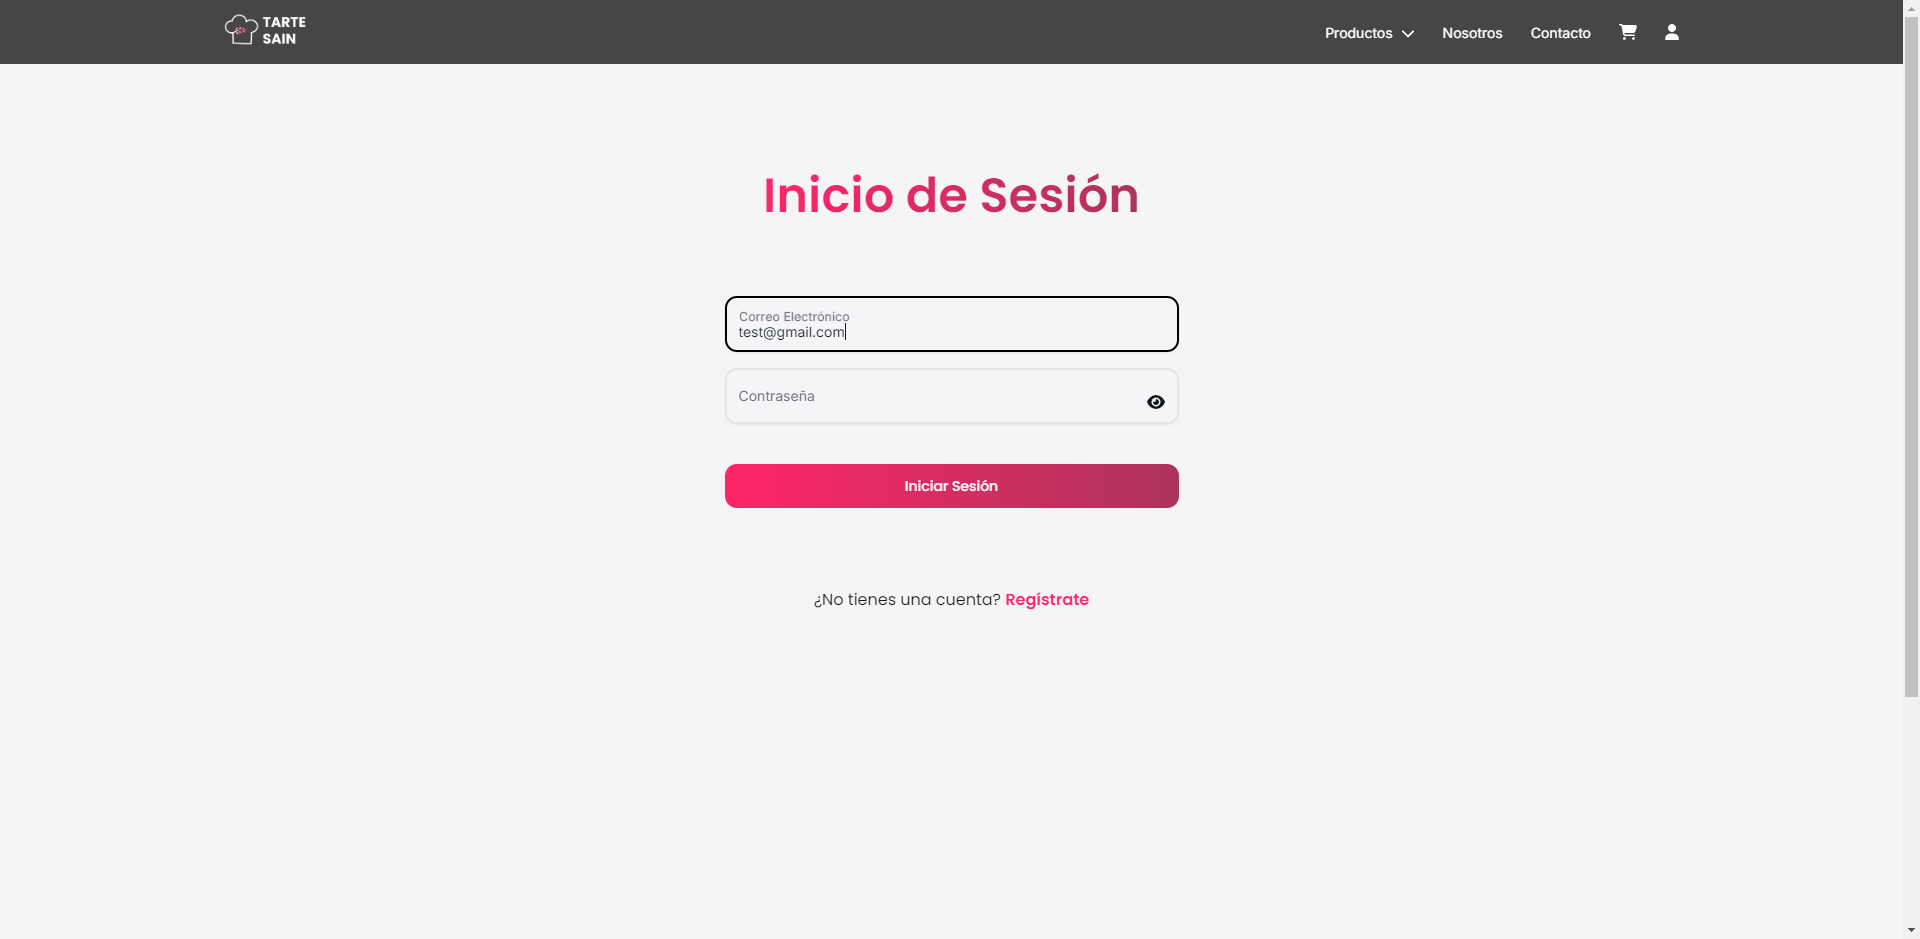 TARTE
SAIN
Productos
Nosotros
Contacto
Inicio de Sesión
Correo Electrónico
test@gmail.com
Contraseña
Iniciar Sesión
¿No tienes una cuenta? Regístrate